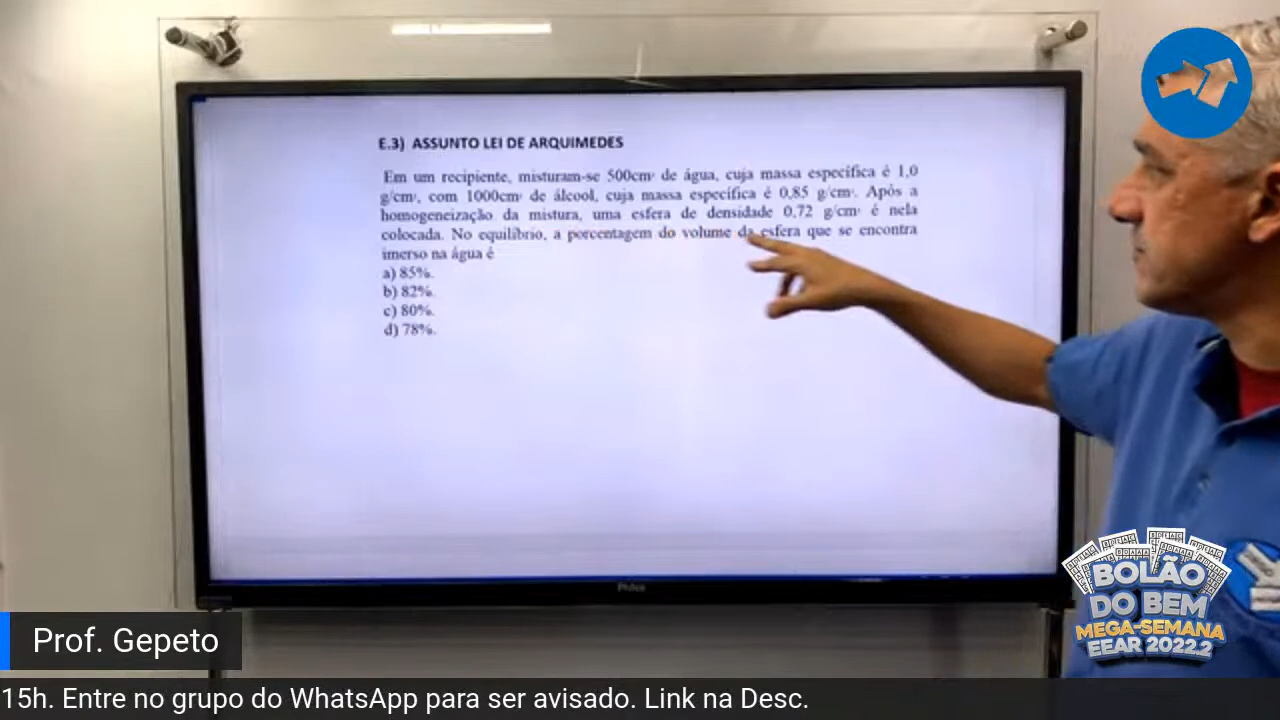 E.3) ASSUNTO LEI DE ARQUIMEDES
Em um recipiente, misturam-se 500cm³ de água, cuja massa específica é 1,0
g/cm³, com 1000cm³ de álcool, cuja massa específica é 0,85 g/cm³. Após a
homogeneização da mistura, uma esfera de densidade 0,72 g/cm³ é nela
colocada. No equilíbrio, a porcentagem do volume da esfera que se encontra
imerso na água é
a) 85%.
b) 82%.
c) 80%.
d) 78%.
Philco
BOLÃO
DO BEM
MEGA-SEMANA
EEAR 2022.2
Prof. Gepeto
15h. Entre no grupo do WhatsApp para ser avisado. Link na Desc.